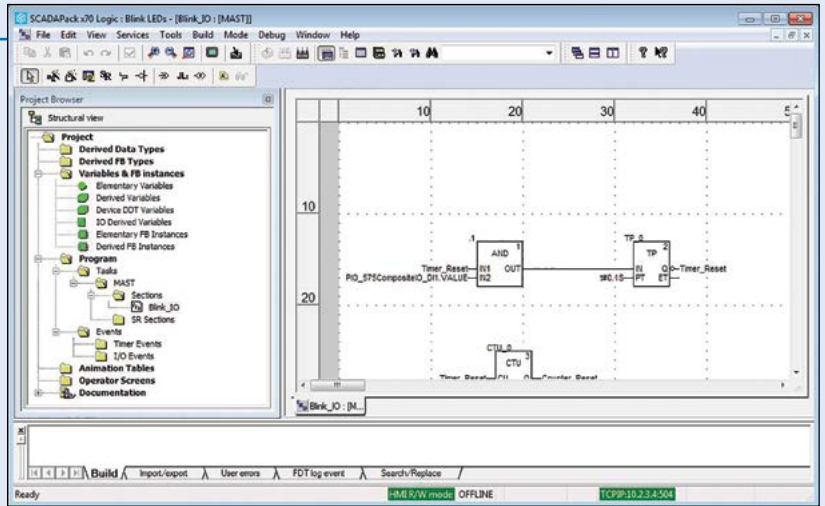 SCADAPack x70 Logic : Blink LEDs - [Blink_IO : [MAST]]
File Edit View Services Tools Build Mode Debug Window Help
Project Browser
Structural view
Project
Derived Data Types
Derived FB Types
Variables & FB instances
Elementary Variables
Derived Variables
Device DDT Variables
IO Derived Variables
Elementary FB Instances
Derived FB Instances
Program
Tasks
MAST
Sections
Blink_IO
SR Sections
Events
Timer Events
I/O Events
Animation Tables
Operator Screens
Documentation
10 20 30 40
10
.1 TP_0
AND 1 TP 2
Timer_Reset IN1 OUT IN Q Timer_Reset
PIO_575CompositeIO_DI1.VALUE IN2 t#0.1S PT ET
20
CTU_0
CTU 3
Timer_Reset CU Q Counter_Reset
Blink_IO : [M...
Build Import/export User errors FDT log event Search/Replace
Ready HMI R/W mode OFFLINE TCPIP:10.2.3.4:504